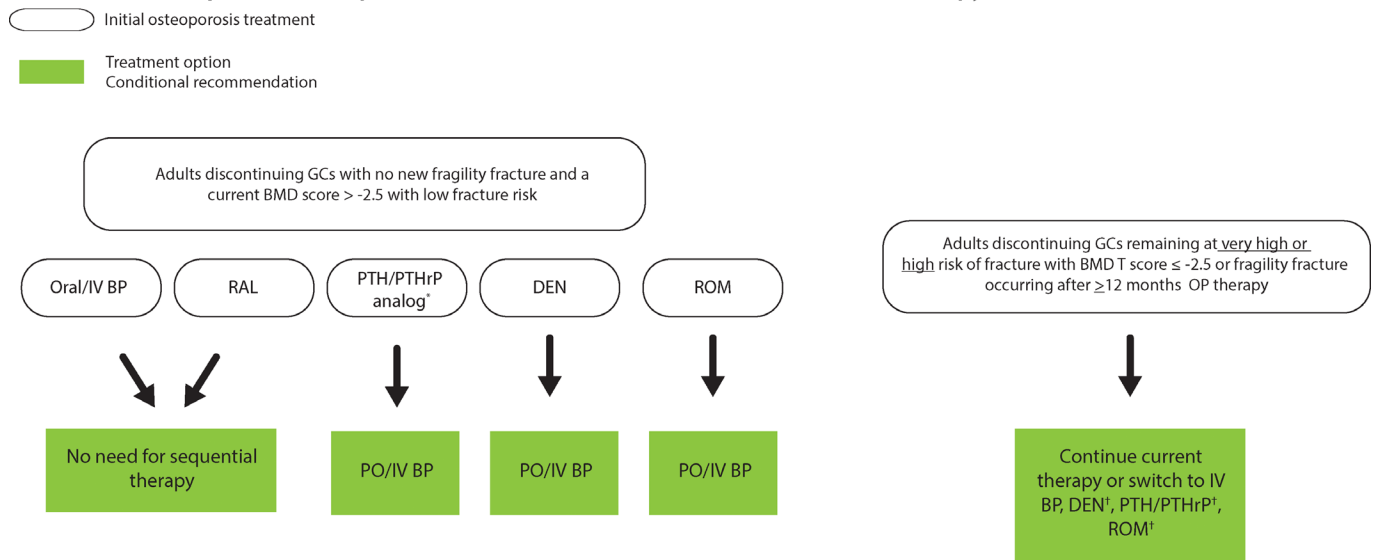 Initial osteoporosis treatment
Treatment option
Conditional recommendation
Adults discontinuing GCs with no new fragility fracture and a
current BMD score > -2.5 with low fracture risk
Oral/IV BP
RAL
PTH/PTHrP
analog*
DEN
ROM
No need for sequential
therapy
PO/IV BP
PO/IV BP
PO/IV BP
Adults discontinuing GCs remaining at very high or
high risk of fracture with BMD T score ≤ -2.5 or fragility fracture
occurring after ≥12 months OP therapy
Continue current
therapy or switch to IV
BP, DEN†, PTH/PTHrP†,
ROM†